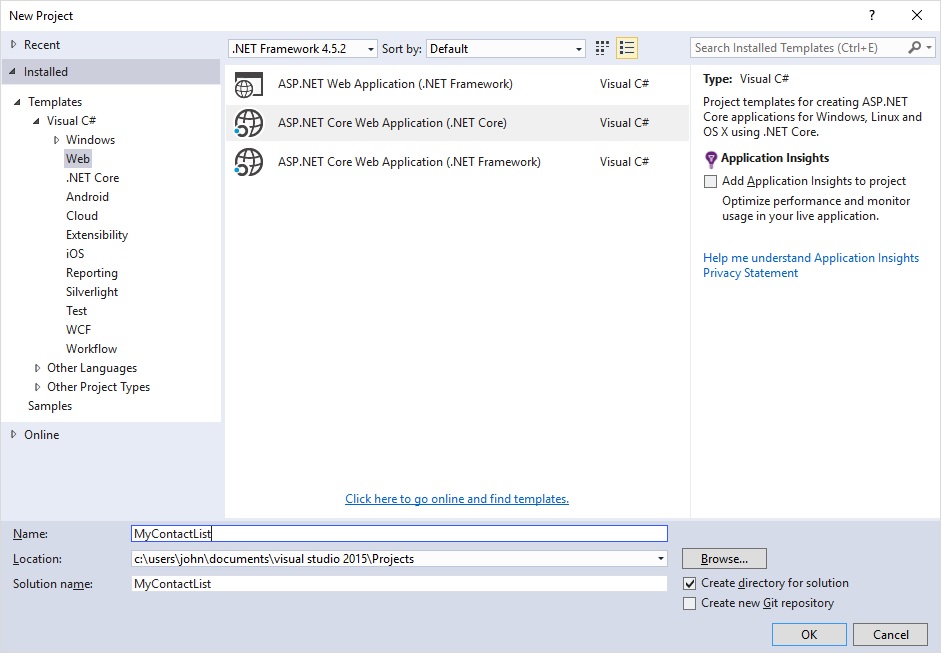 New Project
?
Recent
.NET Framework 4.5.2
Sort by:
Default
Search Installed Templates (Ctrl+E)
Installed
Templates
Visual C#
Windows
Web
.NET Core
Android
Cloud
Extensibility
iOS
Reporting
Silverlight
Test
WCF
Workflow
Other Languages
Other Project Types
Samples
Online
ASP.NET Web Application (.NET Framework) Visual C#
ASP.NET Core Web Application (.NET Core) Visual C#
ASP.NET Core Web Application (.NET Framework) Visual C#
Click here to go online and find templates.
Type: Visual C#
Project templates for creating ASP.NET
Core applications for Windows, Linux and
OS X using .NET Core.
Application Insights
Add Application Insights to project
Optimize performance and monitor
usage in your live application.
Help me understand Application Insights
Privacy Statement
Name: MyContactList
Location: c:\users\john\documents\visual studio 2015\Projects
Browse...
Solution name: MyContactList
Create directory for solution
Create new Git repository
OK
Cancel